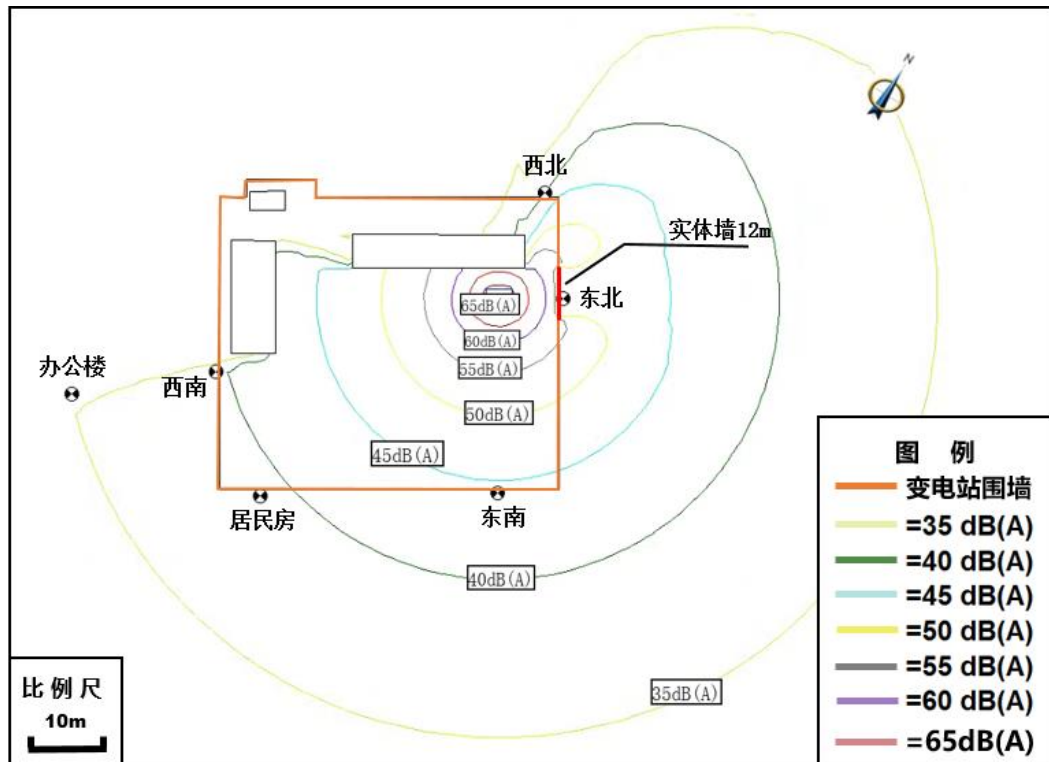 N
西北
实体墙12m
65dB(A)
东北
60dB(A)
55dB(A)
办公楼
西南
50dB(A)
45dB(A)
居民房
东南
40dB(A)
35dB(A)
图 例
变电站围墙
=35 dB(A)
=40 dB(A)
=45 dB(A)
=50 dB(A)
=55 dB(A)
=60 dB(A)
=65dB(A)
比例尺
10m